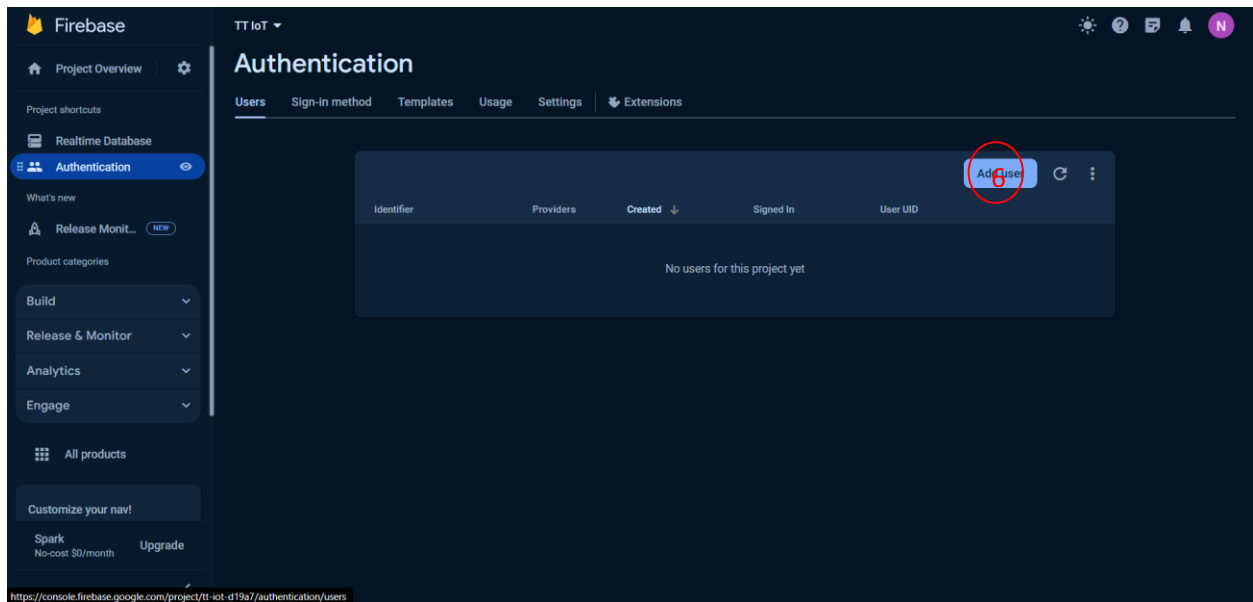 Firebase
TT IoT
N
Project Overview
Authentication
Users Sign-in method Templates Usage Settings Extensions
Project shortcuts
Realtime Database
Authentication
What's new
Release Monit... NEW
Product categories
Build
Release & Monitor
Analytics
Engage
All products
Customize your nav!
Spark
No-cost $0/month
Upgrade
Add user
6
Identifier Providers Created Signed In User UID
No users for this project yet
https://console.firebase.google.com/project/tt-iot-d19a7/authentication/users